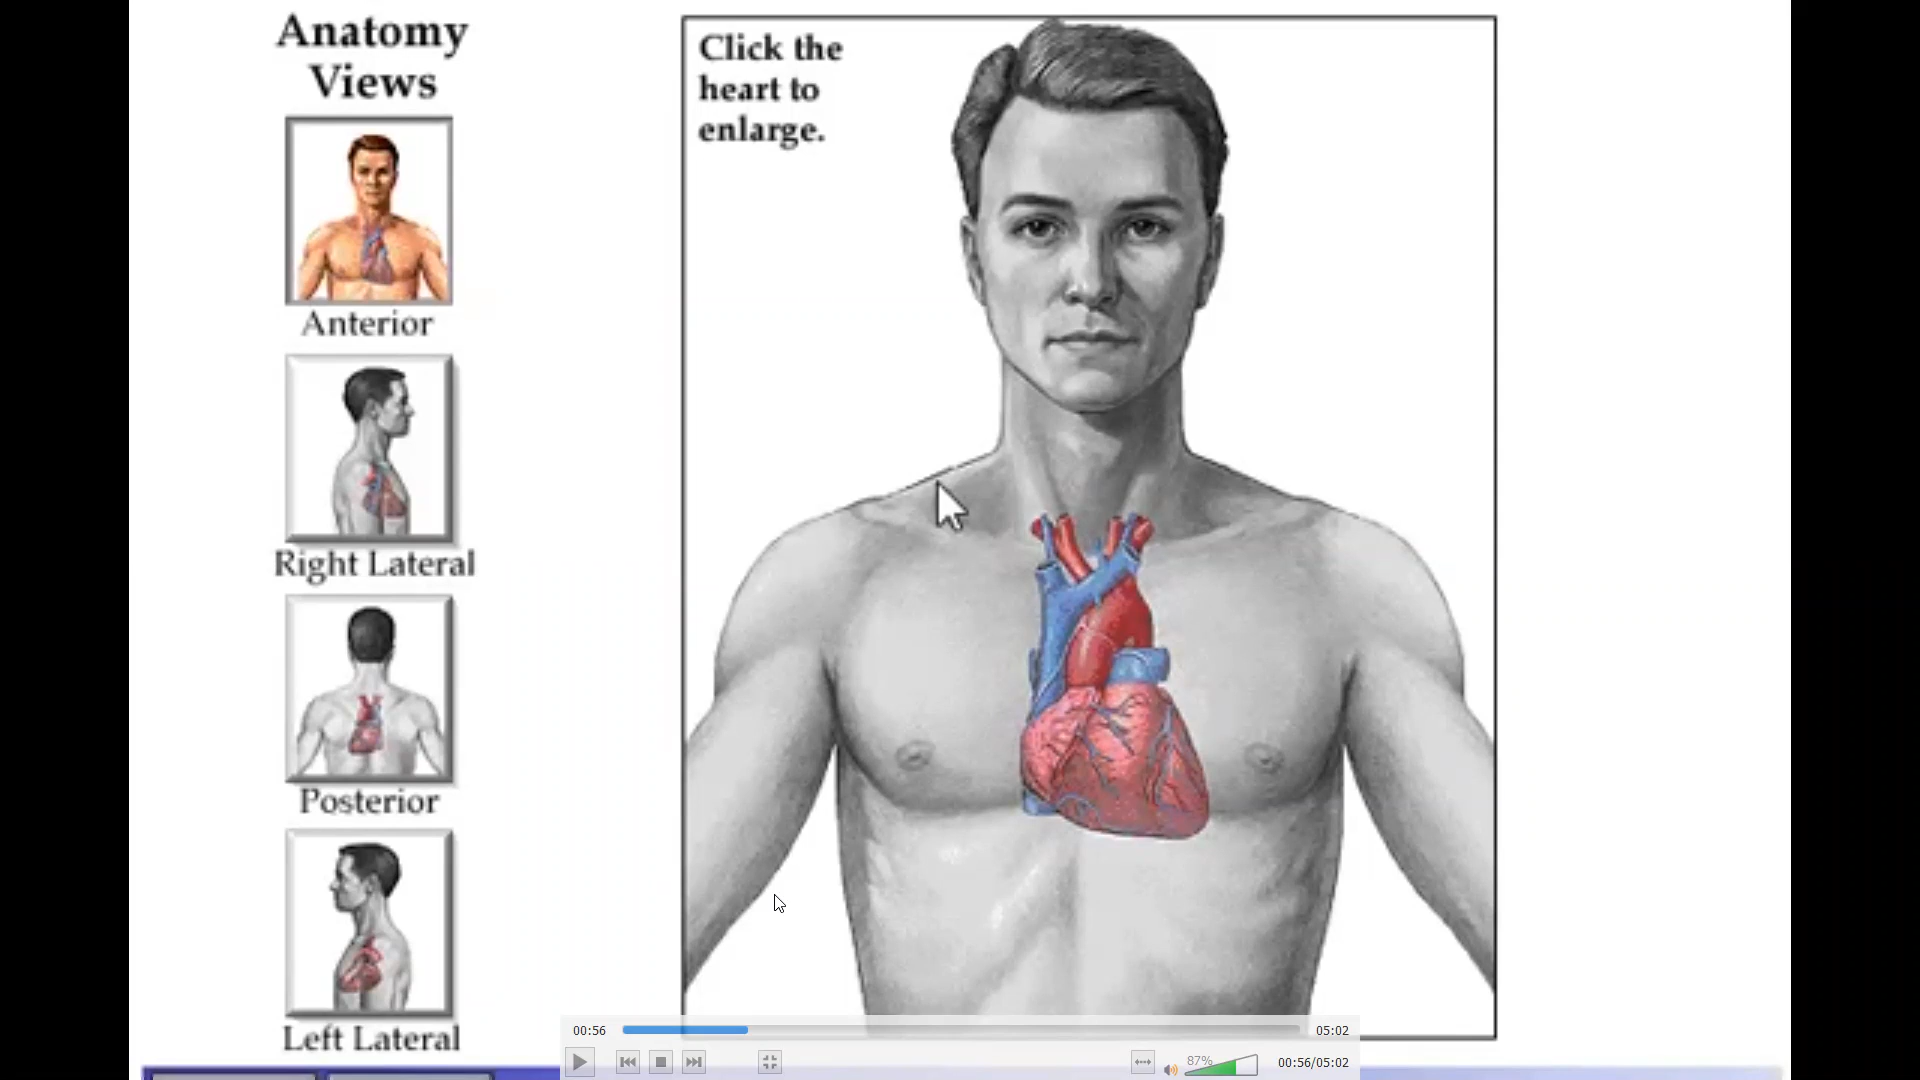 Anatomy
Views
Anterior
Right Lateral
Posterior
Left Lateral
Click the
heart to
enlarge.
00:56
05:02
87%
00:56/05:02